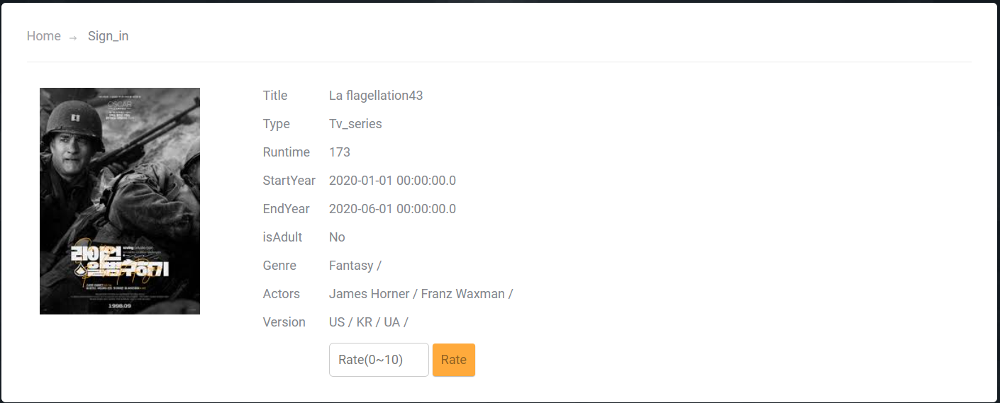 Home → Sign_in
OSCAR
라이언
일병구하기
1998.09
Title La flagellation43
Type Tv_series
Runtime 173
StartYear 2020-01-01 00:00:00.0
EndYear 2020-06-01 00:00:00.0
isAdult No
Genre Fantasy /
Actors James Horner / Franz Waxman /
Version US / KR / UA /
Rate(0~10) Rate